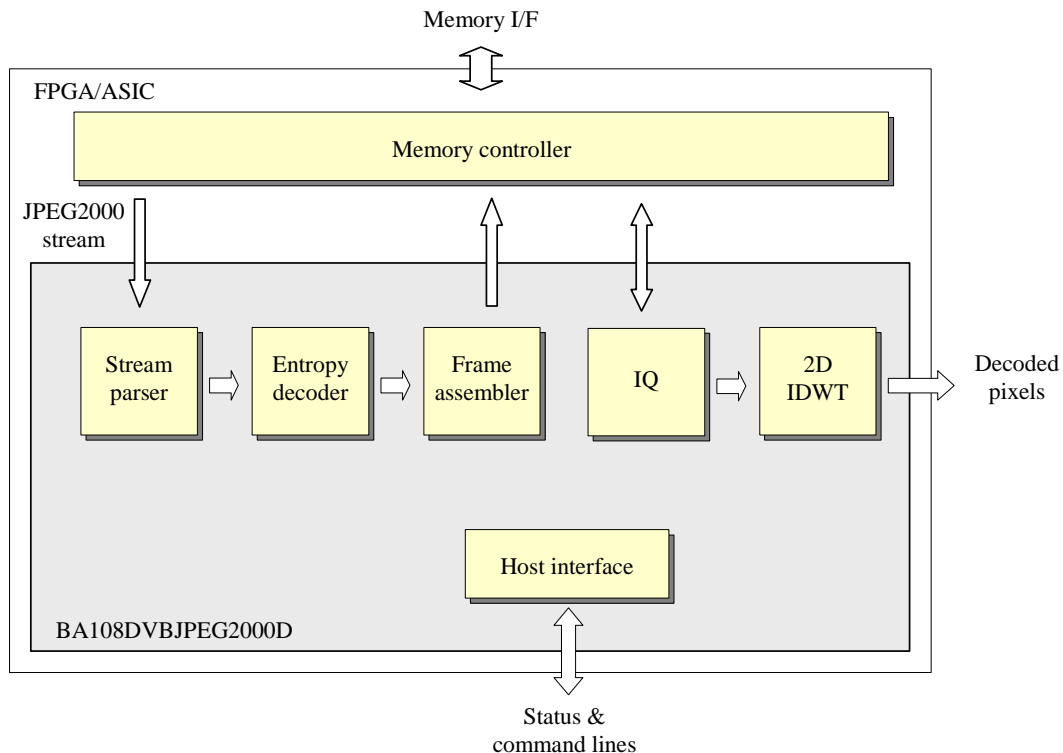 Memory I/F
FPGA/ASIC
Memory controller
JPEG2000
stream
Stream
parser
Entropy
decoder
Frame
assembler
IQ
2D
IDWT
Decoded
pixels
Host interface
BA108DVBJPEG2000D
Status &
command lines